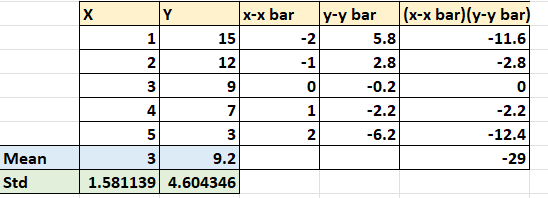 X Y x-x bar y-y bar (x-x bar)(y-y bar)
1 15 -2 5.8 -11.6
2 12 -1 2.8 -2.8
3 9 0 -0.2 0
4 7 1 -2.2 -2.2
5 3 2 -6.2 -12.4
Mean 3 9.2 -29
Std 1.581139 4.604346